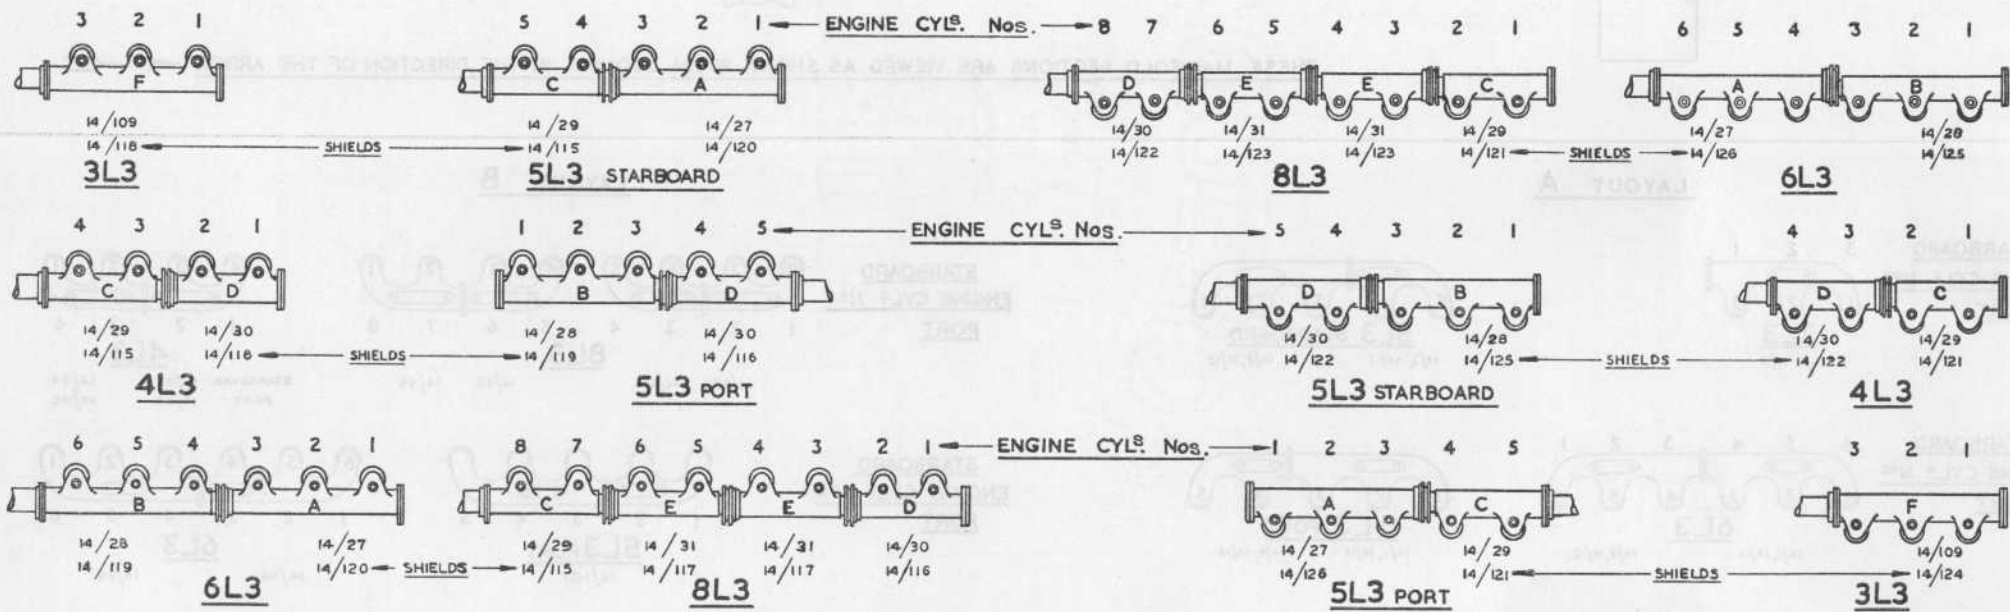 3 2 1
5 4 3 2 1
ENGINE CYLS. Nos.
8 7 6 5 4 3 2 1
6 5 4 3 2 1
F
C A
D E E C
A B
14/109
14/118
14/29
14/115
14/27
14/120
14/30
14/122
14/31
14/123
14/31
14/123
14/29
14/121
14/27
14/126
14/28
14/125
SHIELDS
SHIELDS
3L3
5L3 STARBOARD
8L3
6L3
4 3 2 1
1 2 3 4 5
ENGINE CYLS. Nos.
5 4 3 2 1
4 3 2 1
C D
B D
D B
D C
14/29
14/115
14/30
14/118
14/28
14/119
14/30
14/116
14/30
14/122
14/28
14/125
14/30
14/122
14/29
14/121
SHIELDS
SHIELDS
4L3
5L3 PORT
5L3 STARBOARD
4L3
6 5 4 3 2 1
8 7 6 5 4 3 2 1
ENGINE CYLS. Nos.
1 2 3 4 5
3 2 1
B A
C E E D
A C
F
14/28
14/119
14/27
14/120
14/29
14/115
14/31
14/117
14/31
14/117
14/30
14/116
14/27
14/126
14/29
14/121
14/109
14/124
SHIELDS
SHIELDS
6L3
8L3
5L3 PORT
3L3